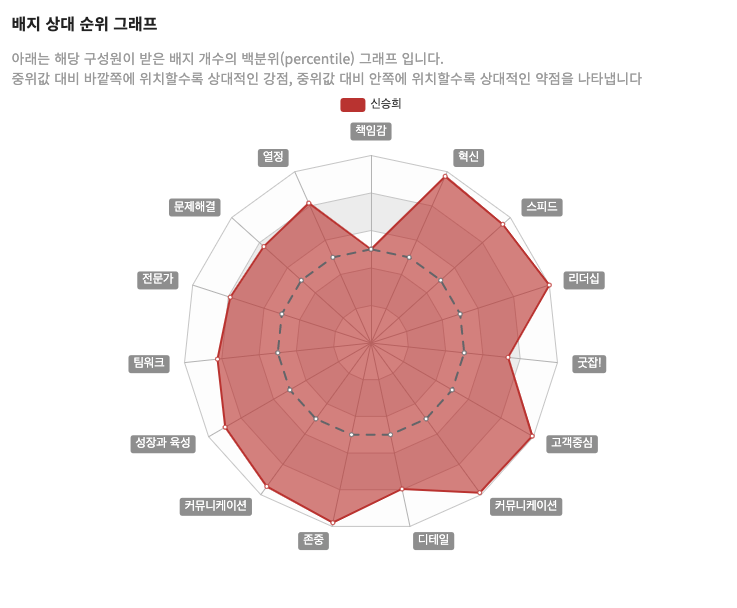 배지 상대 순위 그래프
아래는 해당 구성원이 받은 배지 개수의 백분위(percentile) 그래프 입니다.
중위값 대비 바깥쪽에 위치할수록 상대적인 강점, 중위값 대비 안쪽에 위치할수록 상대적인 약점을 나타냅니다
신승희
책임감
열정
혁신
문제해결
스피드
전문가
리더십
팀워크
굿잡!
성장과 육성
고객중심
커뮤니케이션
커뮤니케이션
존중
디테일